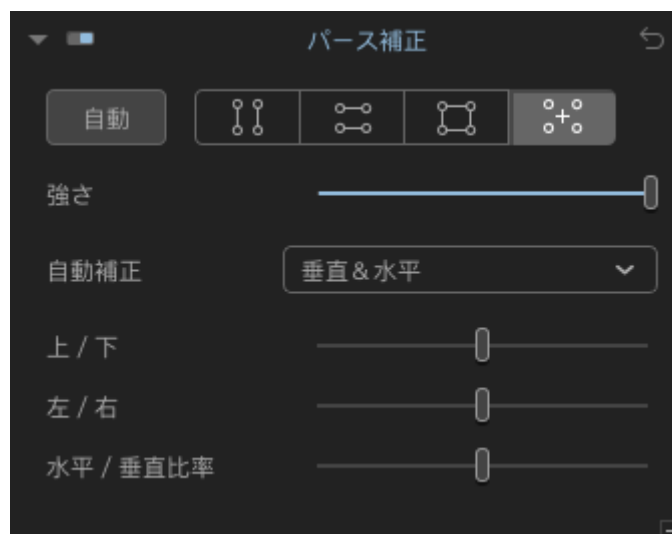 パース補正
自動
強さ
自動補正 垂直&水平
上 / 下
左 / 右
水平 / 垂直比率